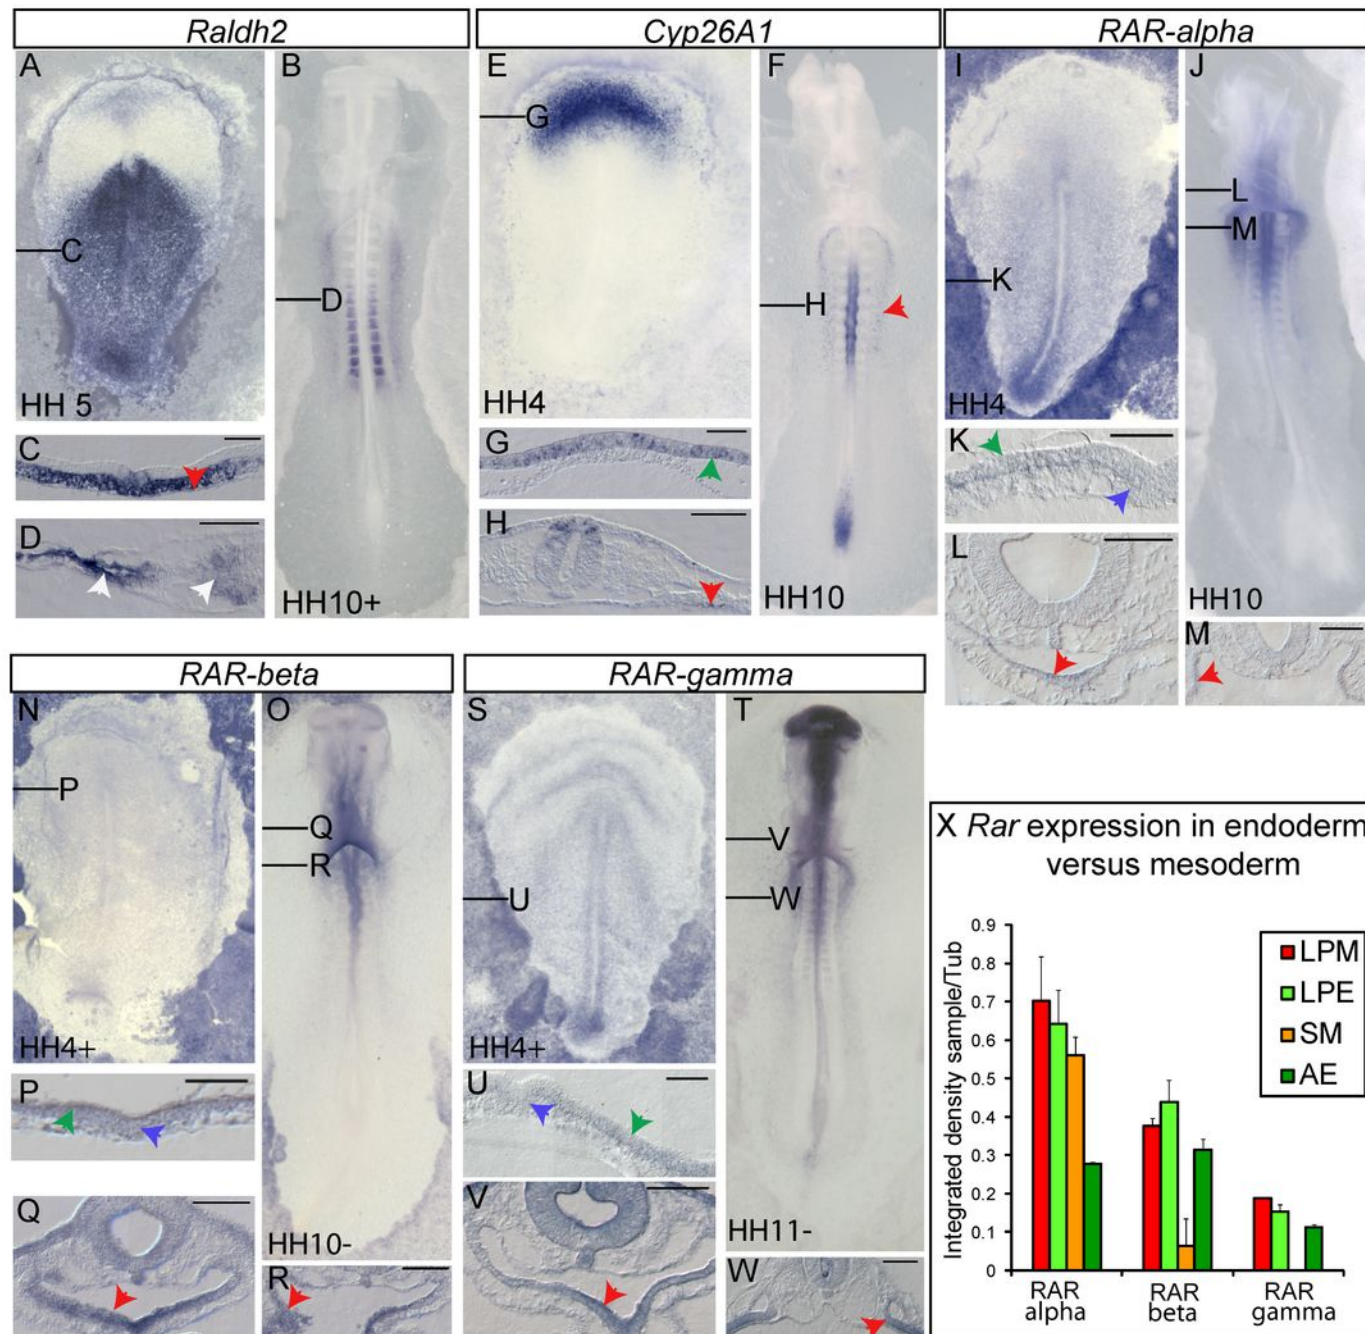 Raldh2
Cyp26A1
RAR-alpha
A
C
HH 5
B
D
HH10+
C
D
E
G
HH4
F
H
HH10
G
H
I
K
HH4
J
L
M
HH10
K
L
M
RAR-beta
RAR-gamma
N
P
HH4+
O
Q
R
HH10-
P
Q
R
S
U
HH4+
T
V
W
HH11-
U
V
W
X Rar expression in endoderm
versus mesoderm
Integrated density sample/Tub
0.9
0.8
0.7
0.6
0.5
0.4
0.3
0.2
0.1
0
LPM
LPE
SM
AE
RAR
alpha
RAR
beta
RAR
gamma